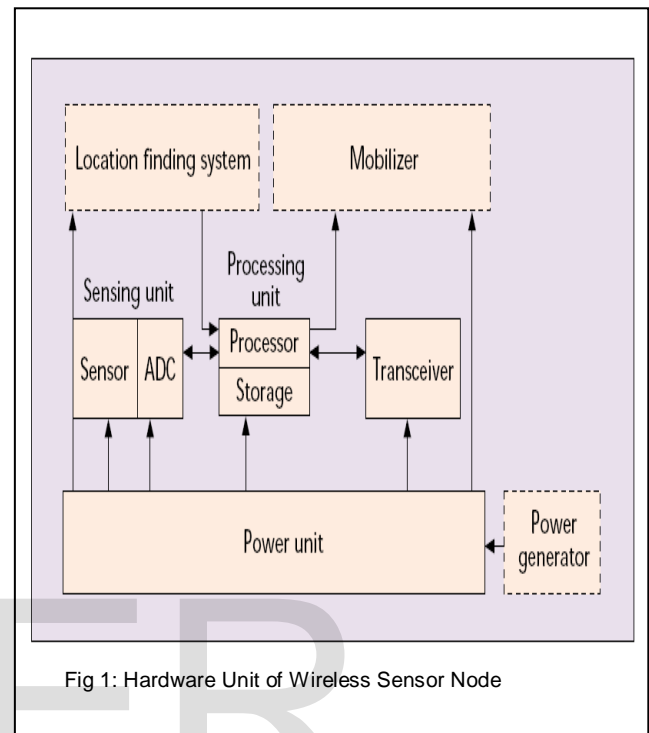 Location finding system
Mobilizer
Sensing unit
Processing
unit
Sensor
ADC
Processor
Storage
Transceiver
Power unit
Power
generator
Fig 1: Hardware Unit of Wireless Sensor Node